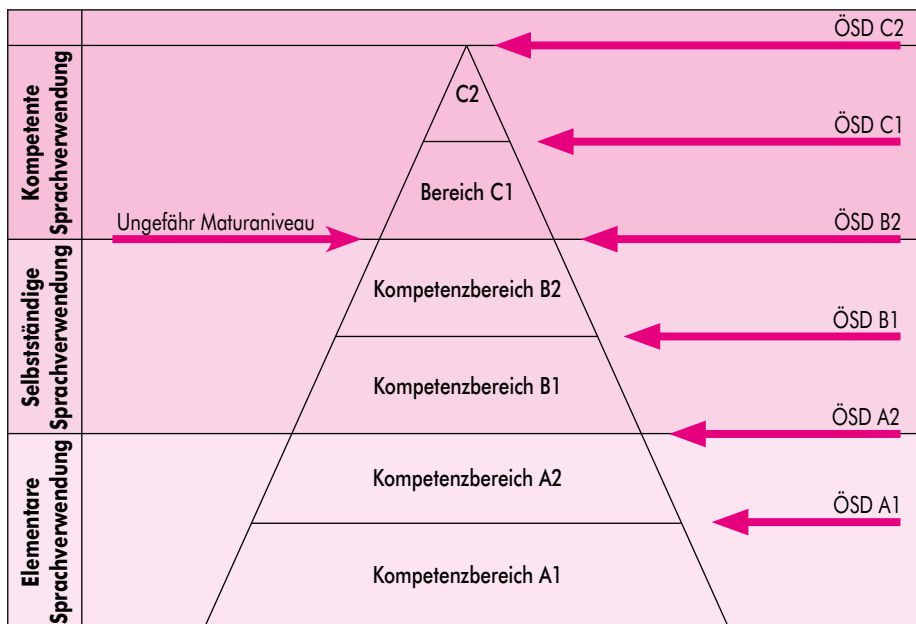 ÖSD C2
Kompetente
Sprachverwendung
C2
ÖSD C1
Bereich C1
Ungefähr Maturaniveau
ÖSD B2
Selbstständige
Sprachverwendung
Kompetenzbereich B2
ÖSD B1
Kompetenzbereich B1
ÖSD A2
Elementare
Sprachverwendung
Kompetenzbereich A2
ÖSD A1
Kompetenzbereich A1